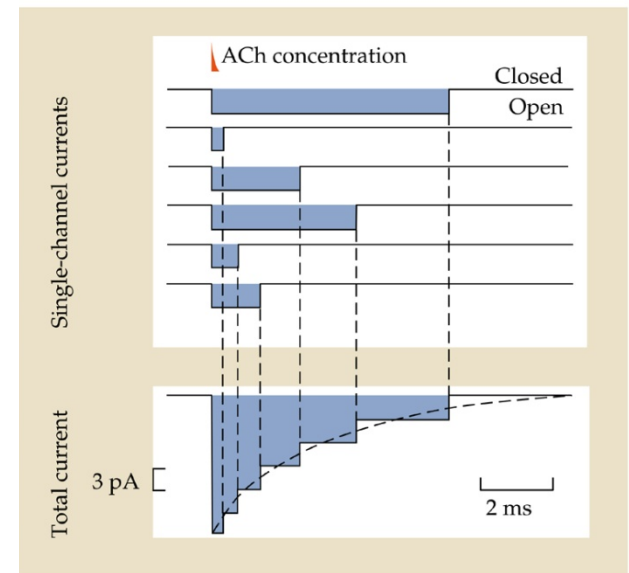 ACh concentration
Closed
Open
Single-channel currents
Total current
3 pA
2 ms